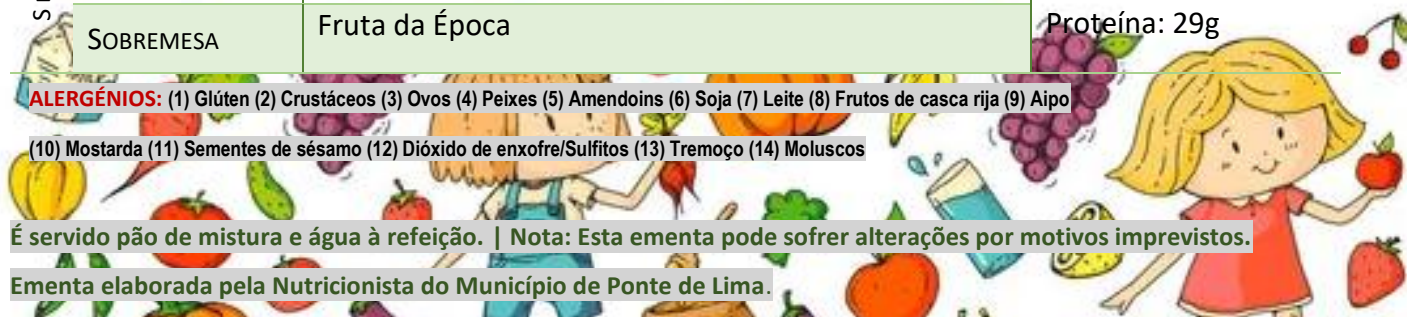 SOBREMESA
Fruta da Época
Proteína: 29g
ALERGÉNIOS: (1) Glúten (2) Crustáceos (3) Ovos (4) Peixes (5) Amendoins (6) Soja (7) Leite (8) Frutos de casca rija (9) Aipo
(10) Mostarda (11) Sementes de sésamo (12) Dióxido de enxofre/Sulfitos (13) Tremoço (14) Moluscos
É servido pão de mistura e água à refeição. | Nota: Esta ementa pode sofrer alterações por motivos imprevistos.
Ementa elaborada pela Nutricionista do Município de Ponte de Lima.